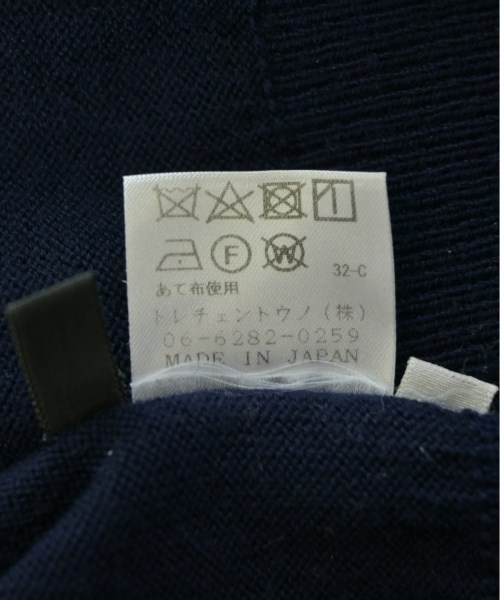 F W
32-C
あて布使用
トレチェントウノ(株)
06-6282-0259
MADE IN JAPAN